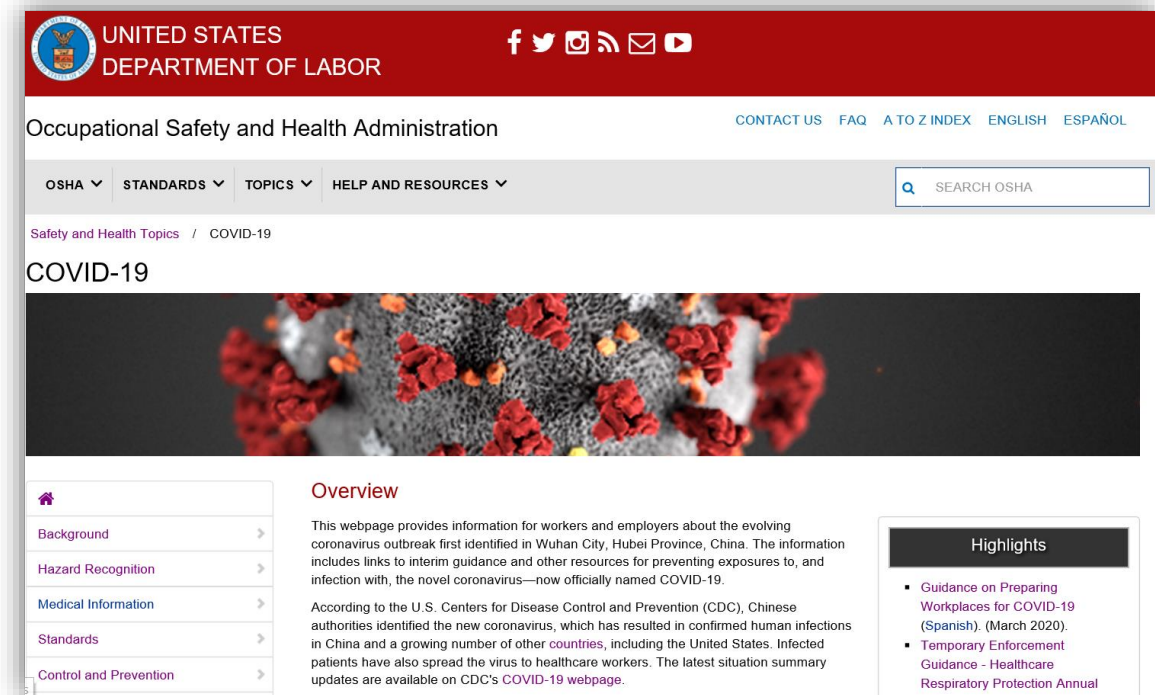 UNITED STATES
DEPARTMENT OF LABOR
Occupational Safety and Health Administration
CONTACT US FAQ A TO Z INDEX ENGLISH ESPAÑOL
OSHA STANDARDS TOPICS HELP AND RESOURCES
SEARCH OSHA
Safety and Health Topics / COVID-19
COVID-19
Background
Hazard Recognition
Medical Information
Standards
Control and Prevention
Overview
This webpage provides information for workers and employers about the evolving
coronavirus outbreak first identified in Wuhan City, Hubei Province, China. The information
includes links to interim guidance and other resources for preventing exposures to, and
infection with, the novel coronavirus—now officially named COVID-19.
According to the U.S. Centers for Disease Control and Prevention (CDC), Chinese
authorities identified the new coronavirus, which has resulted in confirmed human infections
in China and a growing number of other countries, including the United States. Infected
patients have also spread the virus to healthcare workers. The latest situation summary
updates are available on CDC's COVID-19 webpage.
Highlights
▪ Guidance on Preparing
Workplaces for COVID-19
(Spanish). (March 2020).
▪ Temporary Enforcement
Guidance - Healthcare
Respiratory Protection Annual